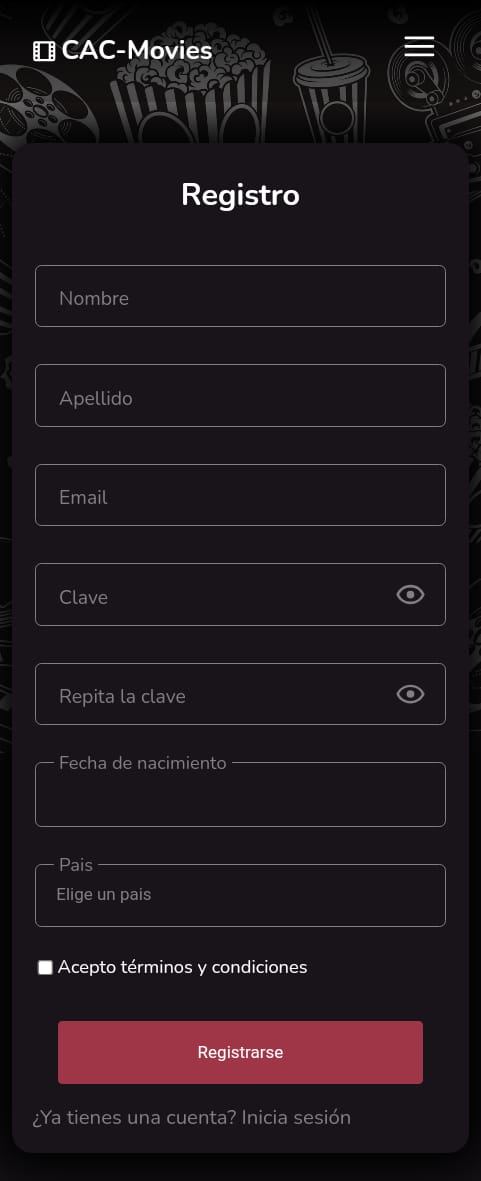 CAC-Movies
Registro
Nombre
Apellido
Email
Clave
Repita la clave
Fecha de nacimiento
Pais
Elige un pais
Acepto términos y condiciones
Registrarse
¿Ya tienes una cuenta? Inicia sesión